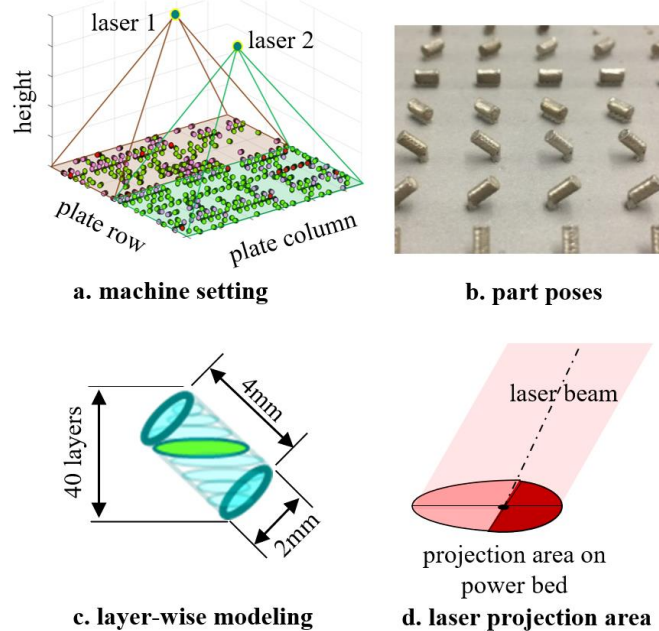 laser 1
laser 2
height
plate row
plate column
a. machine setting
b. part poses
40 layers
4mm
2mm
c. layer-wise modeling
laser beam
projection area on
power bed
d. laser projection area